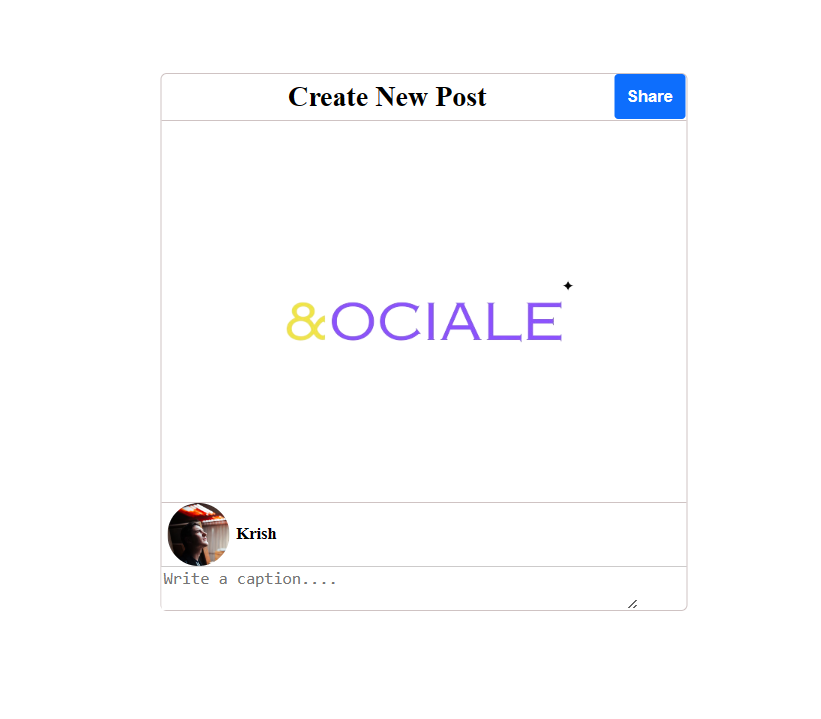 Create New Post
Share
&OCIALE
Krish
Write a caption....